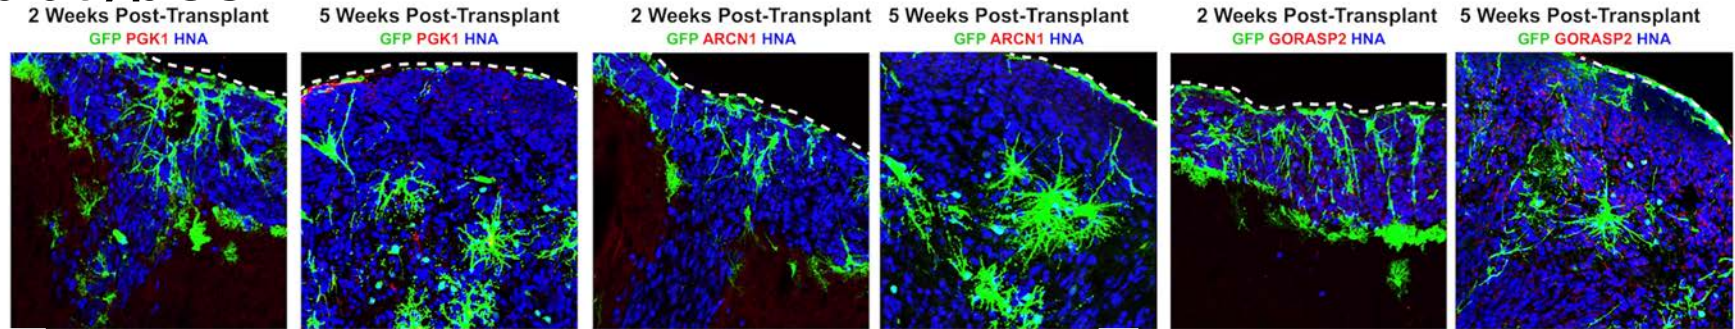 2 Weeks Post-Transplant
GFP PGK1 HNA
5 Weeks Post-Transplant
GFP PGK1 HNA
2 Weeks Post-Transplant
GFP ARCN1 HNA
5 Weeks Post-Transplant
GFP ARCN1 HNA
2 Weeks Post-Transplant
GFP GORASP2 HNA
5 Weeks Post-Transplant
GFP GORASP2 HNA